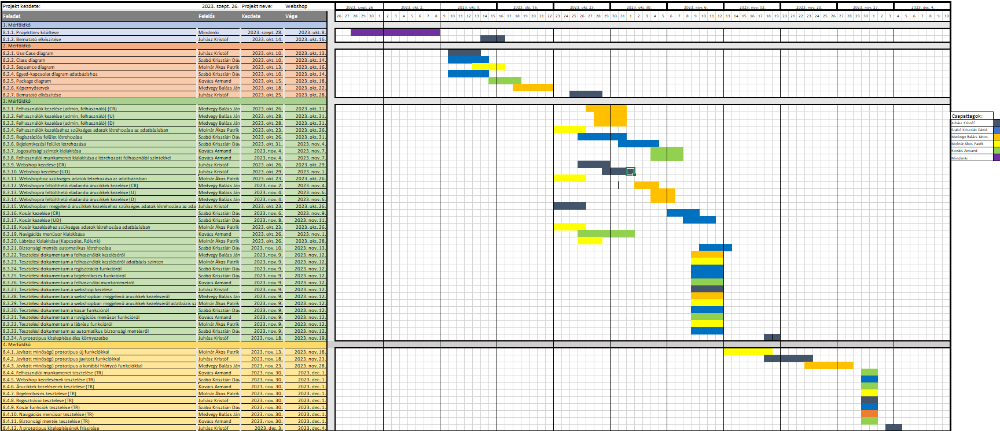 Projekt kezdete: 2023. szept. 26. Projekt neve: Webshop
2023. szept. 26 2023. okt. 2. 2023. okt. 9. 2023. okt. 16. 2023. okt. 23. 2023. okt. 30. 2023. nov. 6. 2023. nov. 13. 2023. nov. 20. 2023. nov. 27. 2023. dec. 4.
Feladat Felelős Kezdete Vége
26 27 28 29 30 1 2 3 4 5 6 7 8 9 10 11 12 13 14 15 16 17 18 19 20 21 22 23 24 25 26 27 28 29 30 31 1 2 3 4 5 6 7 8 9 10 11 12 13 14 15 16 17 18 19 20 21 22 23 24 25 26 27 28 29 30 1 2 3 4 5 6 7 8 9 10
1. Mérföldkő
8.1.1. Projektterv kitöltése Mindenki 2023. szept. 28. 2023. okt. 8.
8.1.2. Bemutató elkészítése Juhász Kristóf 2023. okt. 14. 2023. okt. 16.
2. Mérföldkő
8.2.1. Use Case diagram Juhász Kristóf 2023. okt. 10. 2023. okt. 13.
8.2.2. Class diagram Szabó Krisztián Dáv 2023. okt. 10. 2023. okt. 14.
8.2.3. Sequence diagram Molnár Ákos Patrik 2023. okt. 13. 2023. okt. 16.
8.2.4. Egyed-kapcsolat diagram adatbázishoz Szabó Krisztián Dáv 2023. okt. 10. 2023. okt. 14.
8.2.5. Package diagram Kovács Armand 2023. okt. 15. 2023. okt. 18.
8.2.6. Képernyőtervek Medvegy Balázs Ján 2023. okt. 18. 2023. okt. 22.
8.2.7. Bemutató elkészítése Juhász Kristóf 2023. okt. 25. 2023. okt. 28.
3. Mérföldkő
8.3.1. Felhasználók kezelése (admin, felhasználó) (CR) Medvegy Balázs Ján 2023. okt. 26. 2023. okt. 31.
8.3.2. Felhasználók kezelése (admin, felhasználó) (U) Medvegy Balázs Ján 2023. okt. 28. 2023. okt. 31.
8.3.3. Felhasználók kezelése (admin, felhasználó) (D) Medvegy Balázs Ján 2023. okt. 28. 2023. okt. 31.
8.3.4. Felhasználók kezeléséhez szükséges adatok létrehozása az adatbázisban Molnár Ákos Patrik 2023. okt. 23. 2023. okt. 26.
8.3.5. Regisztációs felület létrehozása Szabó Krisztián Dáv 2023. okt. 26. 2023. okt. 31.
8.3.6. Bejelentkezési felület létrehozása Szabó Krisztián Dáv 2023. okt. 31. 2023. nov. 4.
8.3.7. Jogosultsági szintek kialakítása Kovács Armand 2023. nov. 4. 2023. nov. 7.
8.3.8. Felhasználói munkamenet kialakítása a létrehozott felhasználói szintekkel Kovács Armand 2023. nov. 4. 2023. nov. 7.
8.3.9. Webshop kezelése (CR) Juhász Kristóf 2023. okt. 26. 2023. okt. 29.
8.3.10. Webshop kezelése (UD) Juhász Kristóf 2023. okt. 29. 2023. nov. 1.
8.3.11. Webshophoz szükséges adatok létrehozása az adatbázisban Molnár Ákos Patrik 2023. okt. 23. 2023. okt. 26.
8.3.12. Webshopra feltölthető eladandó árucikkek kezelése (CR) Medvegy Balázs Ján 2023. nov. 2. 2023. nov. 4.
8.3.13. Webshopra feltölthető eladandó árucikkek kezelése (U) Medvegy Balázs Ján 2023. nov. 4. 2023. nov. 6.
8.3.14. Webshopra feltölthető eladandó árucikkek kezelése (D) Medvegy Balázs Ján 2023. nov. 4. 2023. nov. 6.
8.3.15. Webshopban megjelenő árucikkek kezeléséhez szükséges adatok létrehozása az ada Juhász Kristóf 2023. okt. 23. 2023. okt. 26.
8.3.16. Kosár kezelése (CR) Szabó Krisztián Dáv 2023. nov. 6. 2023. nov. 9.
8.3.17. Kosár kezelése (UD) Szabó Krisztián Dáv 2023. nov. 8. 2023. nov. 11.
8.3.18. Kosár kezeléséhez szükséges adatok létrehozása adatbázisban Molnár Ákos Patrik 2023. okt. 23. 2023. okt. 26.
8.3.19. Navigációs menüsor kialakítása Kovács Armand 2023. okt. 26. 2023. nov. 1.
8.3.20. Lábrész kialakítása (Kapcsolat, Rólunk) Molnár Ákos Patrik 2023. okt. 26. 2023. okt. 28.
8.3.21. Biztonsági mentés automatikus létrehozása Szabó Krisztián Dáv 2023. nov. 10. 2023. nov. 13.
8.3.22. Tesztelési dokumentum a felhasználók kezeléséről Medvegy Balázs Ján 2023. nov. 9. 2023. nov. 12.
8.3.23. Tesztelési dokumentum a felhasználók kezeléséről adatbázis szinten Molnár Ákos Patrik 2023. nov. 9. 2023. nov. 12.
8.3.24. Tesztelési dokumentum a regisztráció funkcióról Szabó Krisztián Dáv 2023. nov. 9. 2023. nov. 12.
8.3.25. Tesztelési dokumentum a bejelentkezés funkcióról Szabó Krisztián Dáv 2023. nov. 9. 2023. nov. 12.
8.3.26. Tesztelési dokumentum a felhasználói munkamenetről Kovács Armand 2023. nov. 9. 2023. nov. 12.
8.3.27. Tesztelési dokumentum a webshop kezelése Juhász Kristóf 2023. nov. 9. 2023. nov. 12.
8.3.28. Tesztelési dokumentum a webshopban megjelenő árucikkek kezeléséről Medvegy Balázs Ján 2023. nov. 9. 2023. nov. 12.
8.3.29. Tesztelési dokumentum a webshopban megjelenő árucikkek kezeléséről adatbázis sz Molnár Ákos Patrik 2023. nov. 9. 2023. nov. 12.
8.3.30. Tesztelési dokumentum a kosár funkcióról Szabó Krisztián Dáv 2023. nov. 9. 2023. nov. 12.
8.3.31. Tesztelési dokumentum a navigációs menüsor funkcióról Kovács Armand 2023. nov. 9. 2023. nov. 12.
8.3.32. Tesztelési dokumentum a lábrész funkcióról Molnár Ákos Patrik 2023. nov. 9. 2023. nov. 12.
8.3.33. Tesztelési dokumentum az automatikus biztonsági mentésről Szabó Krisztián Dáv 2023. nov. 9. 2023. nov. 12.
8.3.34. A prototípus kitelepítése éles környezetbe Juhász Kristóf 2023. nov. 18. 2023. nov. 19.
4. Mérföldkő
8.4.1. Javított minőségű prototípus új funkciókkal Molnár Ákos Patrik 2023. nov. 13. 2023. nov. 18.
8.4.2. Javított minőségű prototípus javított funkciókkal Juhász Kristóf 2023. nov. 18. 2023. nov. 23.
8.4.3. Javított minőségű prototípus a korábbi hiányzó funkciókkal Medvegy Balázs Ján 2023. nov. 23. 2023. nov. 28.
8.4.4. Felhasználói munkamenet tesztelése (TR) Kovács Armand 2023. nov. 30. 2023. dec. 1.
8.4.5. Webshop kezelésének tesztelése (TR) Szabó Krisztián Dáv 2023. nov. 30. 2023. dec. 1.
8.4.6. Árucikkek kezelésének tesztelése (TR) Kovács Armand 2023. nov. 30. 2023. dec. 1.
8.4.7. Bejelentkezés tesztelése (TR) Molnár Ákos Patrik 2023. nov. 30. 2023. dec. 1.
8.4.8. Regisztráció tesztelése (TR) Juhász Kristóf 2023. nov. 30. 2023. dec. 1.
8.4.9. Kosár funkciók tesztelése (TR) Szabó Krisztián Dáv 2023. nov. 30. 2023. dec. 1.
8.4.10. Navigációs menüsor tesztelése (TR) Medvegy Balázs Ján 2023. nov. 30. 2023. dec. 1.
8.4.11. Biztonsági mentés tesztelése (TR) Kovács Armand 2023. nov. 30. 2023. dec. 1.
8.4.12. A prototípus kitelepítésének frissítése Juhász Kristóf 2023. dec. 3. 2023. dec. 4.
Csapattagok:
Juhász Kristóf
Szabó Krisztián Dávid
Medvegy Balázs János
Molnár Ákos Patrik
Kovács Armand
Mindenki